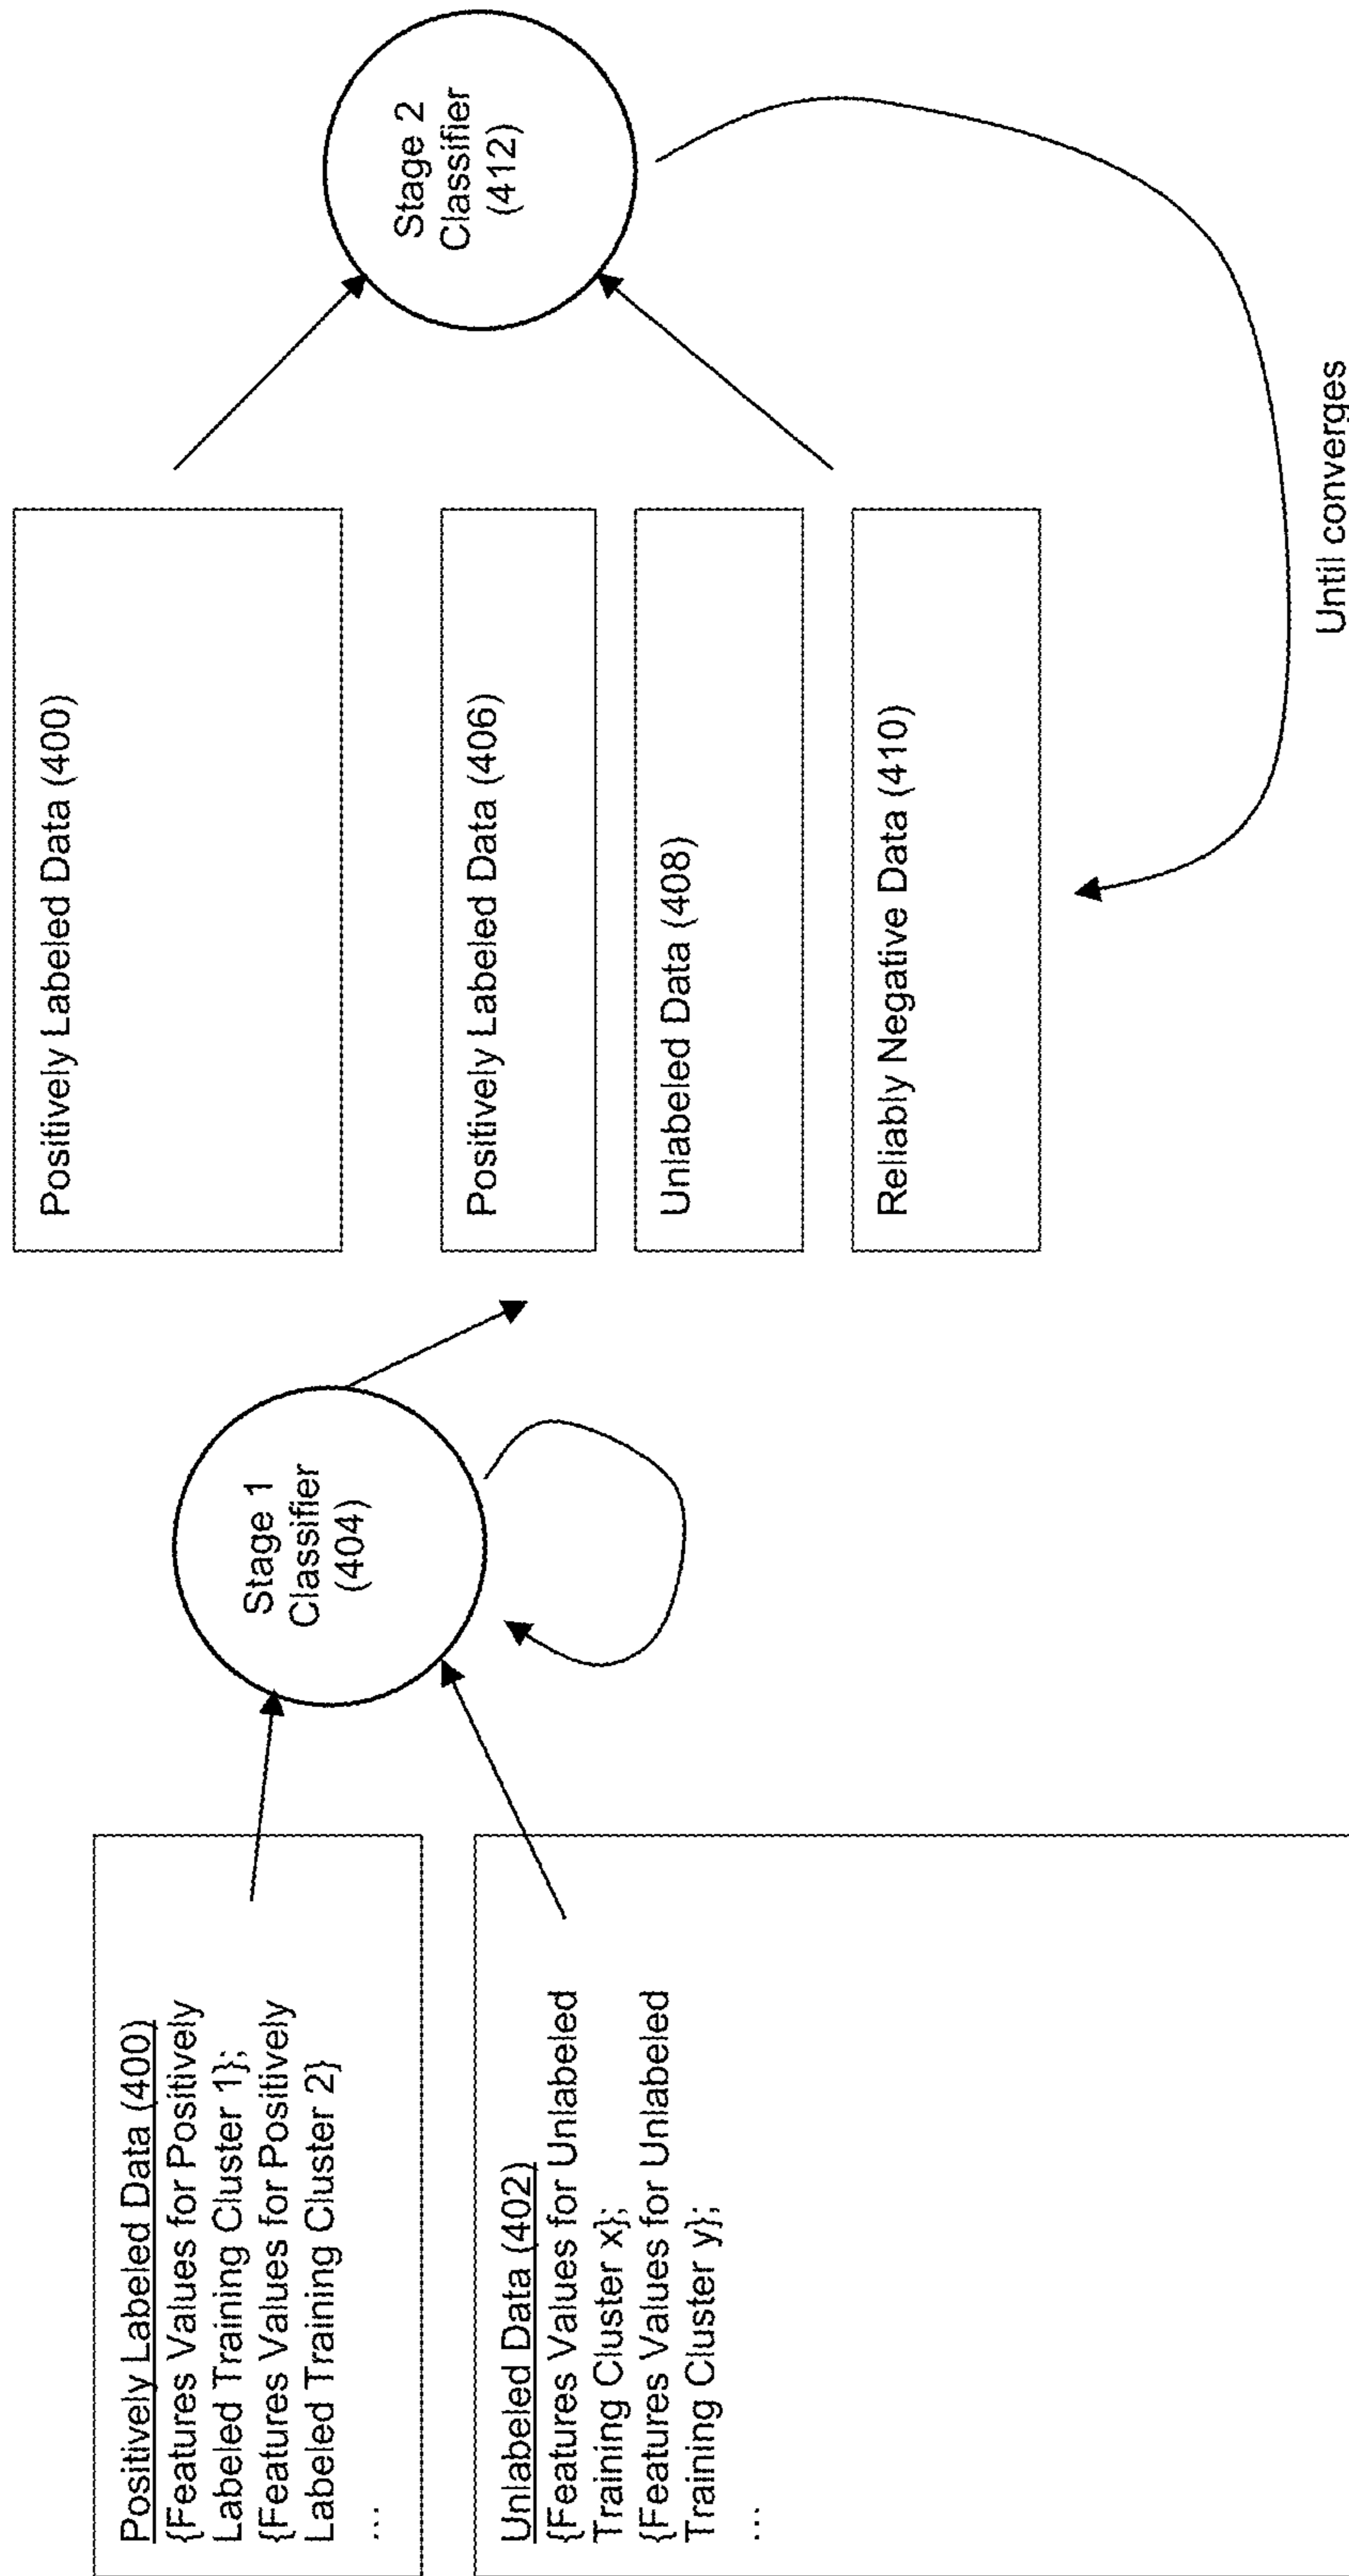 Positively Labeled Data (400)
{Features Values for Positively
Labeled Training Cluster 1};
{Features Values for Positively
Labeled Training Cluster 2}
...
Unlabeled Data (402)
{Features Values for Unlabeled
Training Cluster x};
{Features Values for Unlabeled
Training Cluster y};
...
Stage 1
Classifier
(404)
Positively Labeled Data (400)
Positively Labeled Data (406)
Unlabeled Data (408)
Reliably Negative Data (410)
Stage 2
Classifier
(412)
Until converges